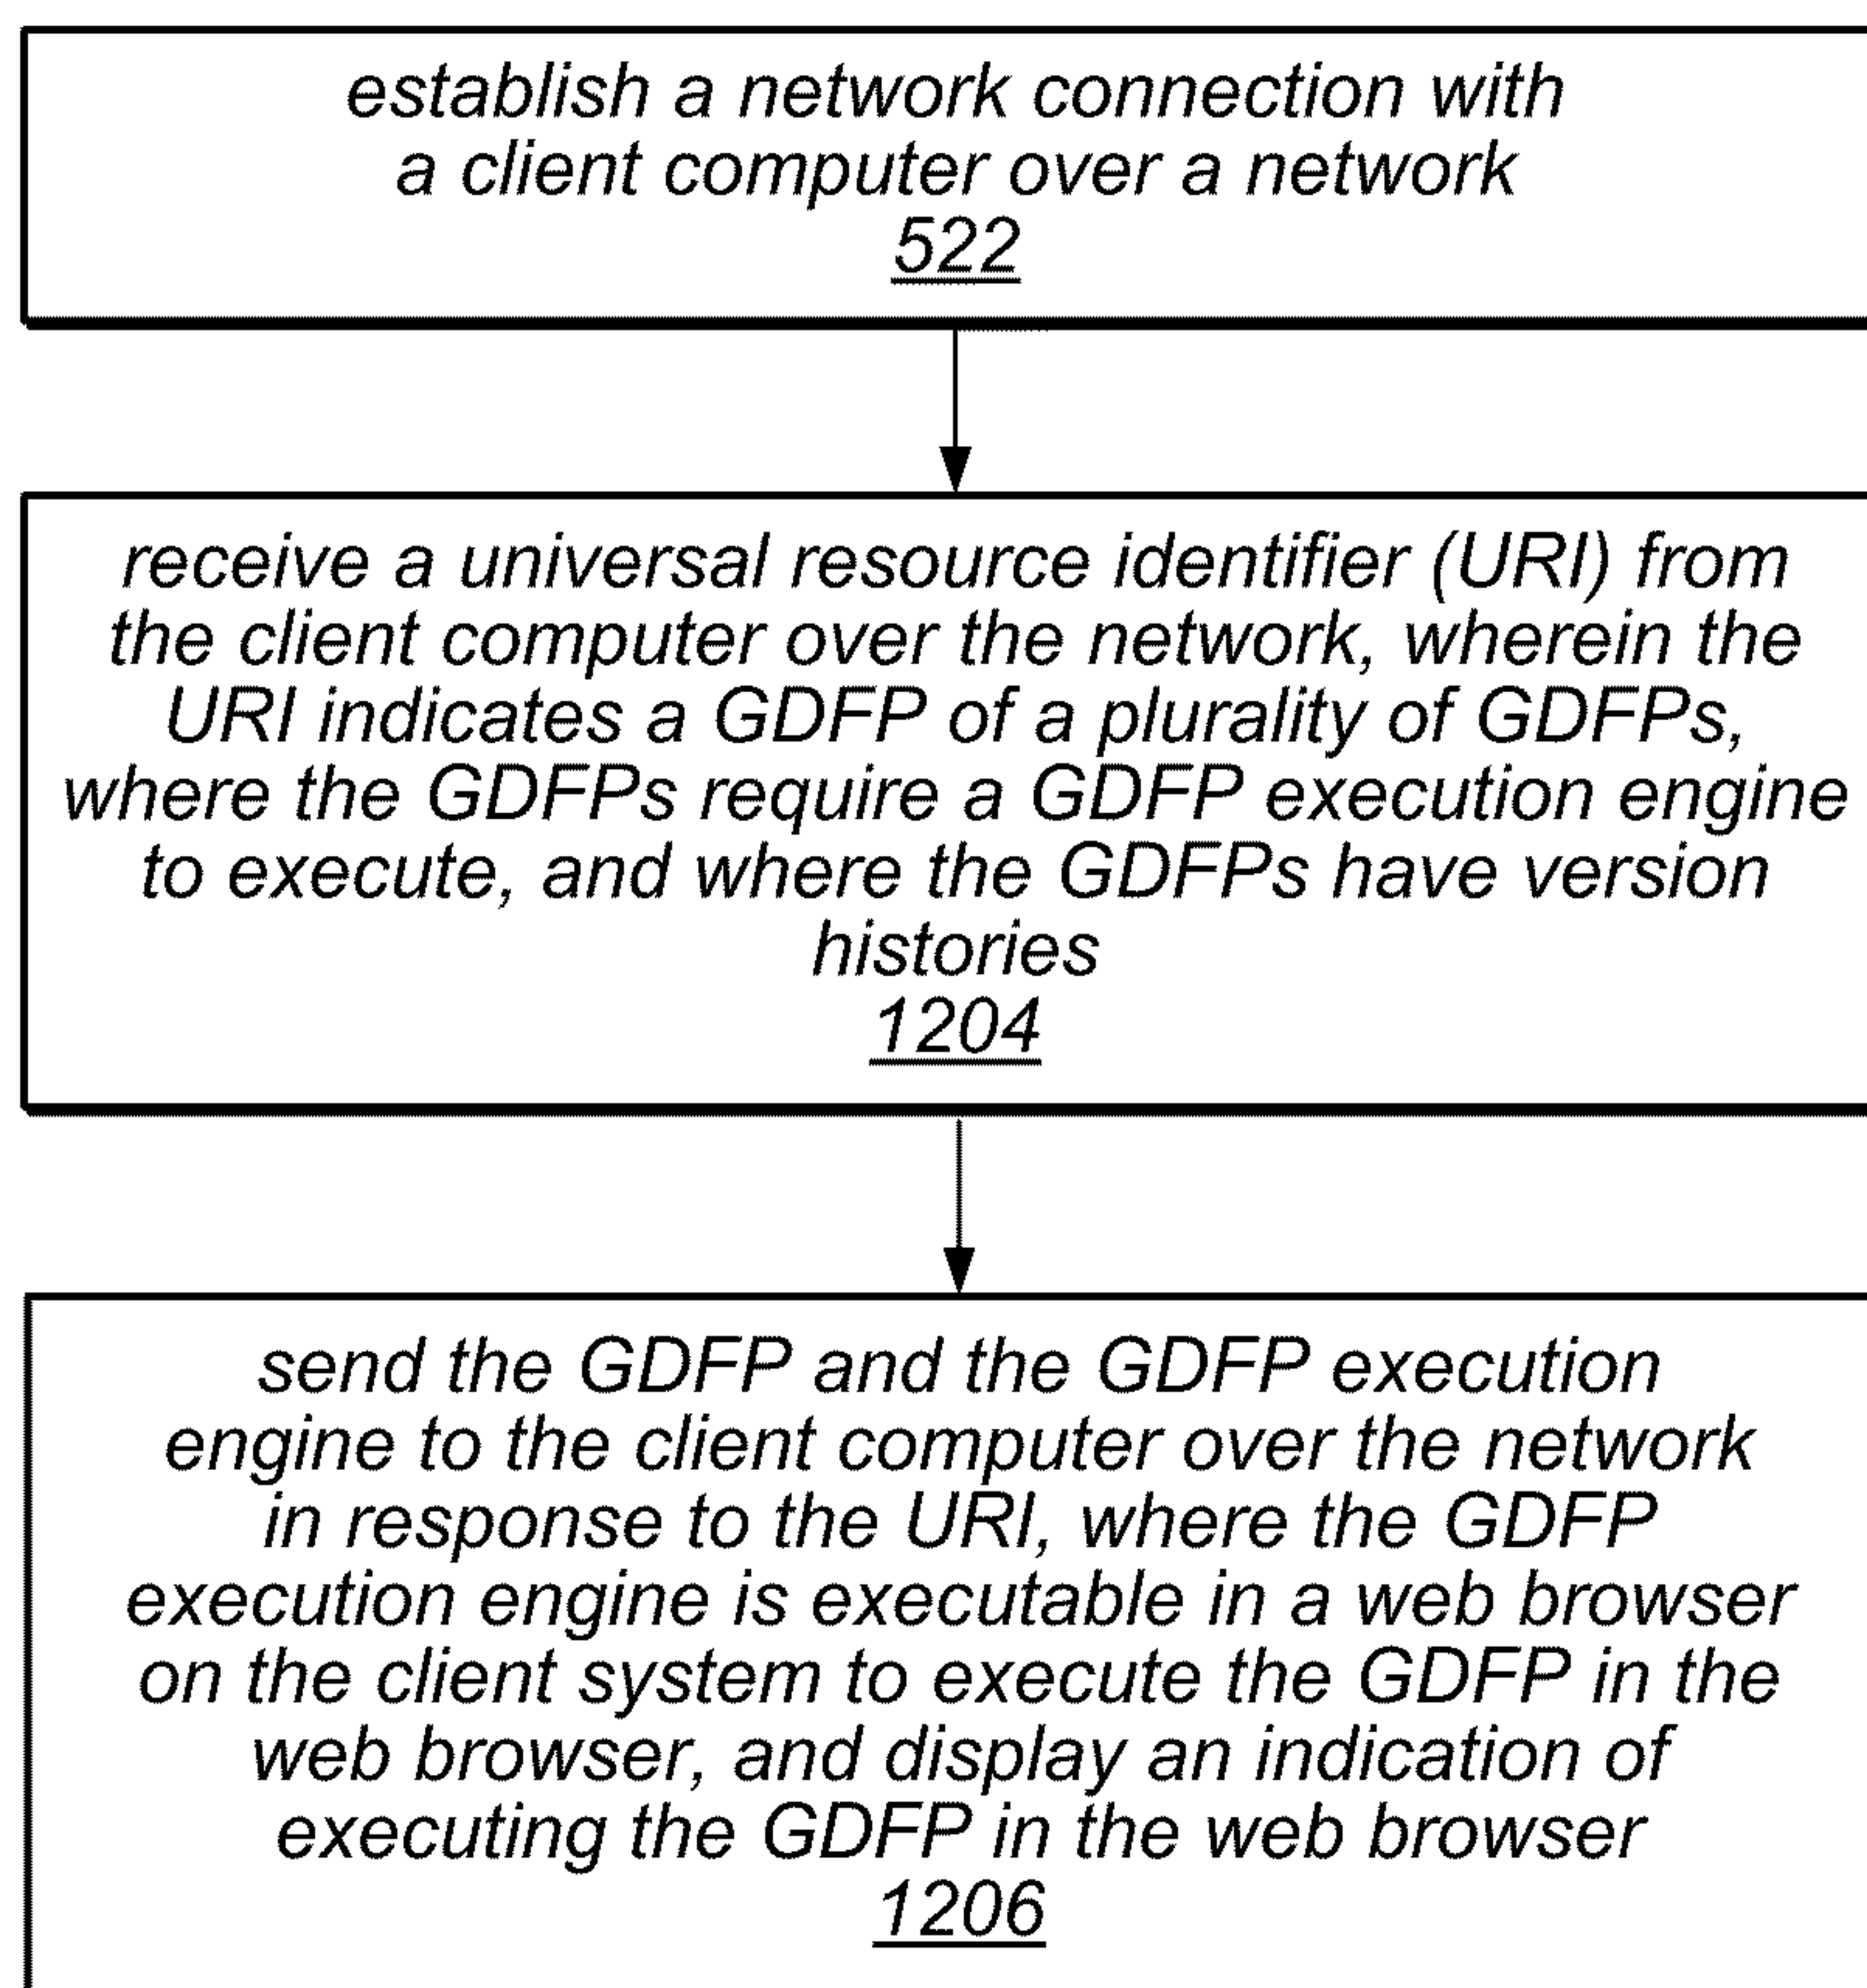 establish a network connection with
a client computer over a network
522
receive a universal resource identifier (URI) from
the client computer over the network, wherein the
URI indicates a GDFP of a plurality of GDFPs,
where the GDFPs require a GDFP execution engine
to execute, and where the GDFPs have version
histories
1204
send the GDFP and the GDFP execution
engine to the client computer over the network
in response to the URI, where the GDFP
execution engine is executable in a web browser
on the client system to execute the GDFP in the
web browser, and display an indication of
executing the GDFP in the web browser
1206